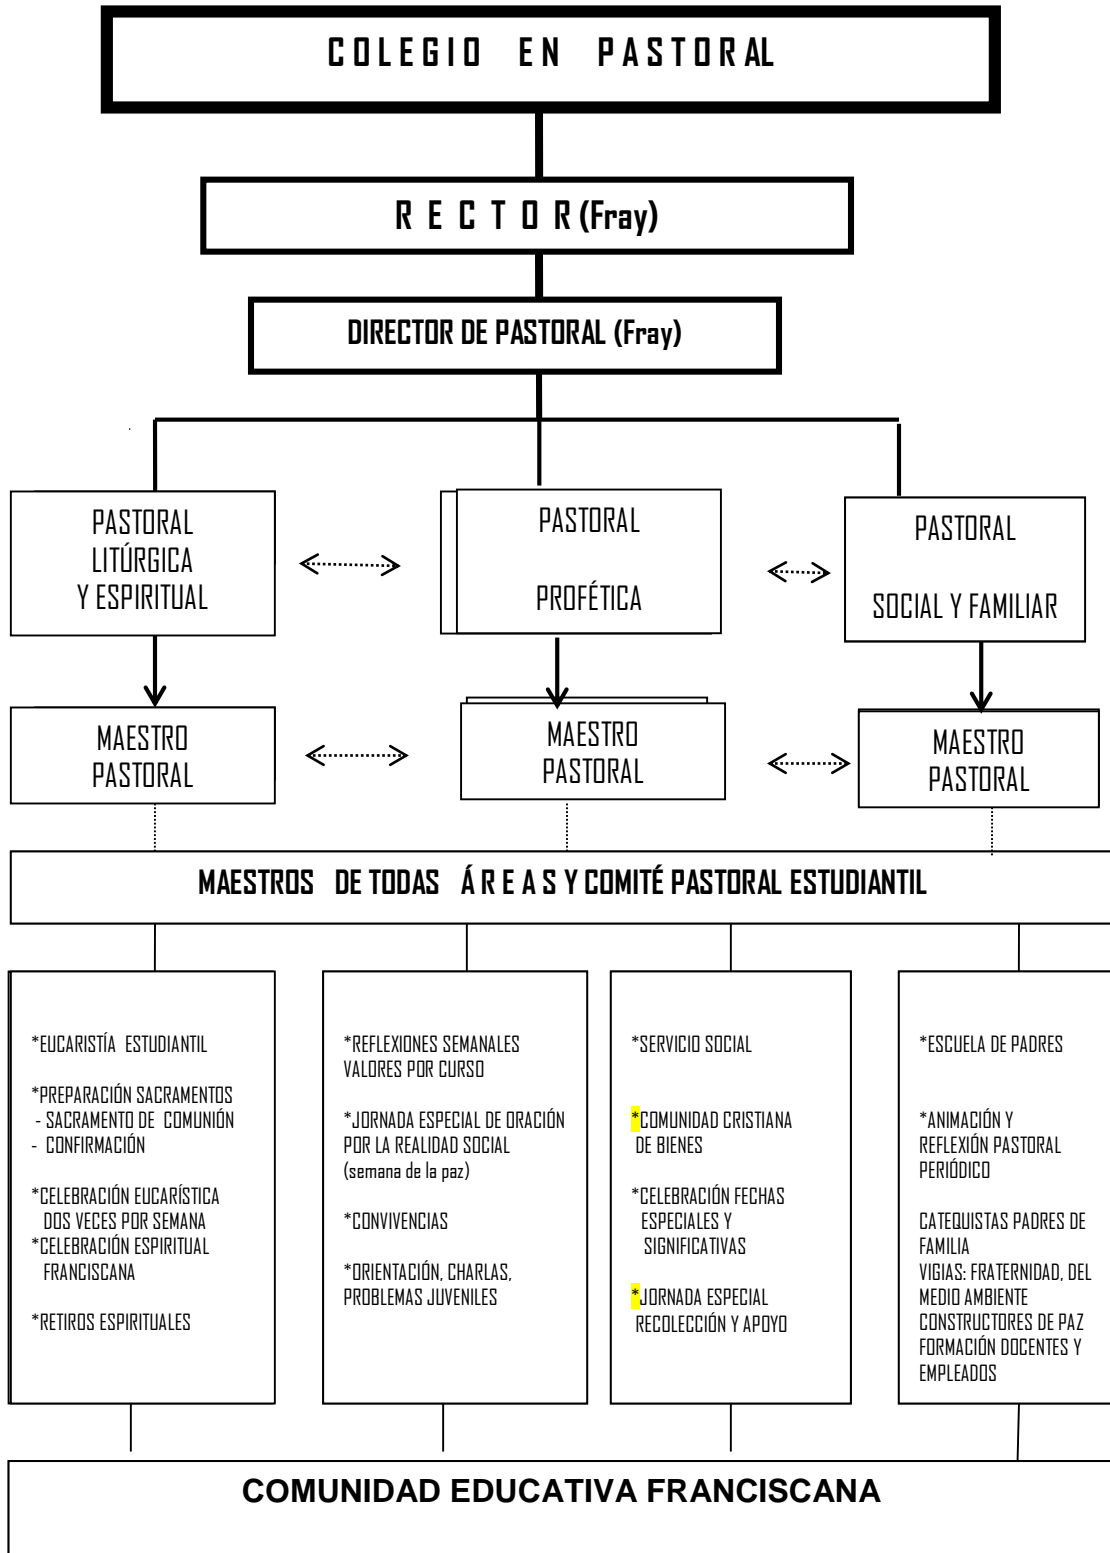 COLEGIO EN PASTORAL
RECTOR (Fray)
DIRECTOR DE PASTORAL (Fray)
PASTORAL
LITÚRGICA
Y ESPIRITUAL
PASTORAL
PROFÉTICA
PASTORAL
SOCIAL Y FAMILIAR
MAESTRO
PASTORAL
MAESTRO
PASTORAL
MAESTRO
PASTORAL
MAESTROS DE TODAS ÁREAS Y COMITÉ PASTORAL ESTUDIANTIL
*EUCARISTÍA ESTUDIANTIL
*PREPARACIÓN SACRAMENTOS
- SACRAMENTO DE COMUNIÓN
- CONFIRMACIÓN
*CELEBRACIÓN EUCARÍSTICA
DOS VECES POR SEMANA
*CELEBRACIÓN ESPIRITUAL
FRANCISCANA
*RETIROS ESPIRITUALES
*REFLEXIONES SEMANALES
VALORES POR CURSO
*JORNADA ESPECIAL DE ORACIÓN
POR LA REALIDAD SOCIAL
(semana de la paz)
*CONVIVENCIAS
*ORIENTACIÓN, CHARLAS,
PROBLEMAS JUVENILES
*SERVICIO SOCIAL
*COMUNIDAD CRISTIANA
DE BIENES
*CELEBRACIÓN FECHAS
ESPECIALES Y
SIGNIFICATIVAS
*JORNADA ESPECIAL
RECOLECCIÓN Y APOYO
*ESCUELA DE PADRES
*ANIMACIÓN Y
REFLEXIÓN PASTORAL
PERIÓDICO
CATEQUISTAS PADRES DE
FAMILIA
VIGIAS: FRATERNIDAD, DEL
MEDIO AMBIENTE
CONSTRUCTORES DE PAZ
FORMACIÓN DOCENTES Y
EMPLEADOS
COMUNIDAD EDUCATIVA FRANCISCANA